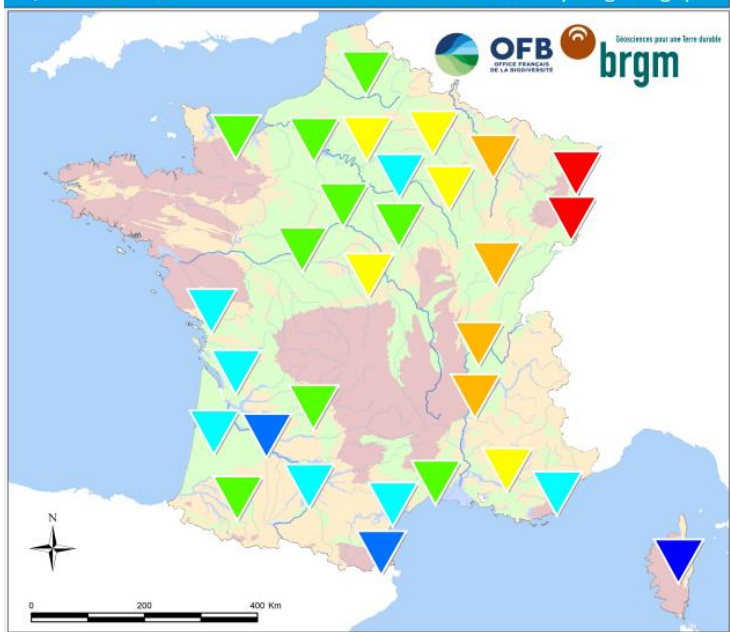 OFB
OFFICE FRANÇAIS
DE LA BIODIVERSITÉ
Géosciences pour une Terre durable
brgm
N
0 200 400 Km